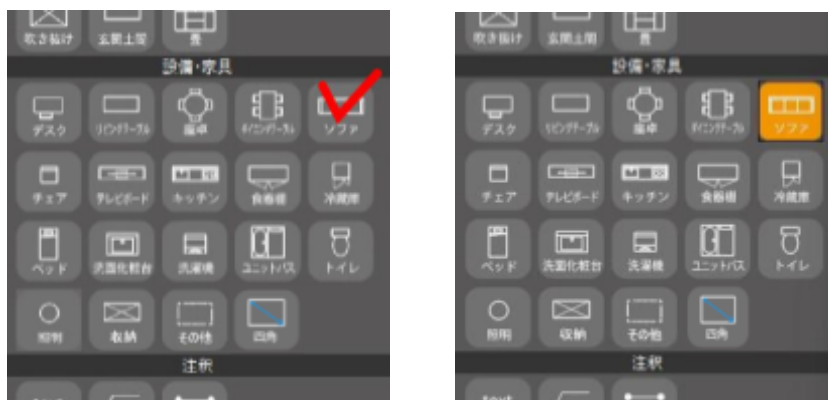 吹き抜け 玄関土間 畳
設備・家具
デスク リビングテーブル 座卓 ダイニングテーブル ソファ
チェア テレビボード キッチン 食器棚 冷蔵庫
ベッド 洗面化粧台 洗濯機 ユニットバス トイレ
照明 収納 その他 四角
注釈
吹き抜け 玄関土間 畳
設備・家具
デスク リビングテーブル 座卓 ダイニングテーブル ソファ
チェア テレビボード キッチン 食器棚 冷蔵庫
ベッド 洗面化粧台 洗濯機 ユニットバス トイレ
照明 収納 その他 四角
注釈